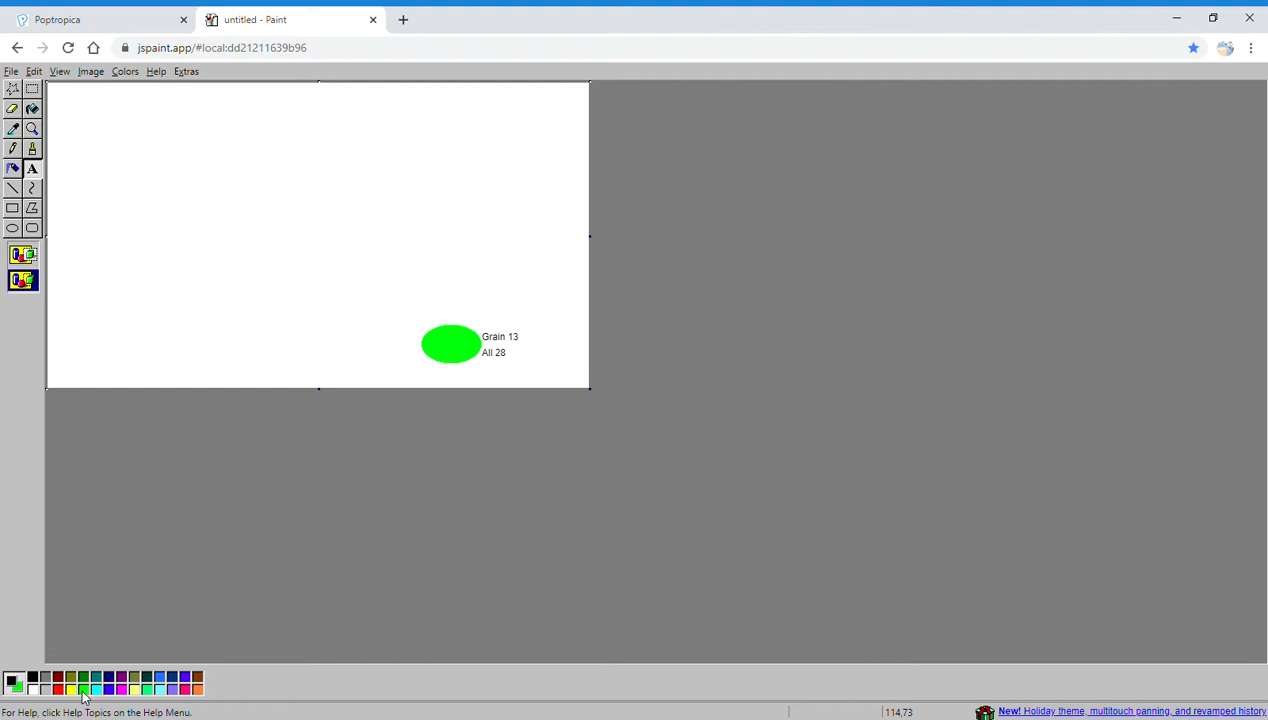 Poptropica
untitled - Paint
jspaint.app/#local:dd21211639b96
File Edit View Image Colors Help Extras
A
Grain 13
All 28
For Help, click Help Topics on the Help Menu.
114,73
New! Holiday theme, multitouch panning, and revamped history